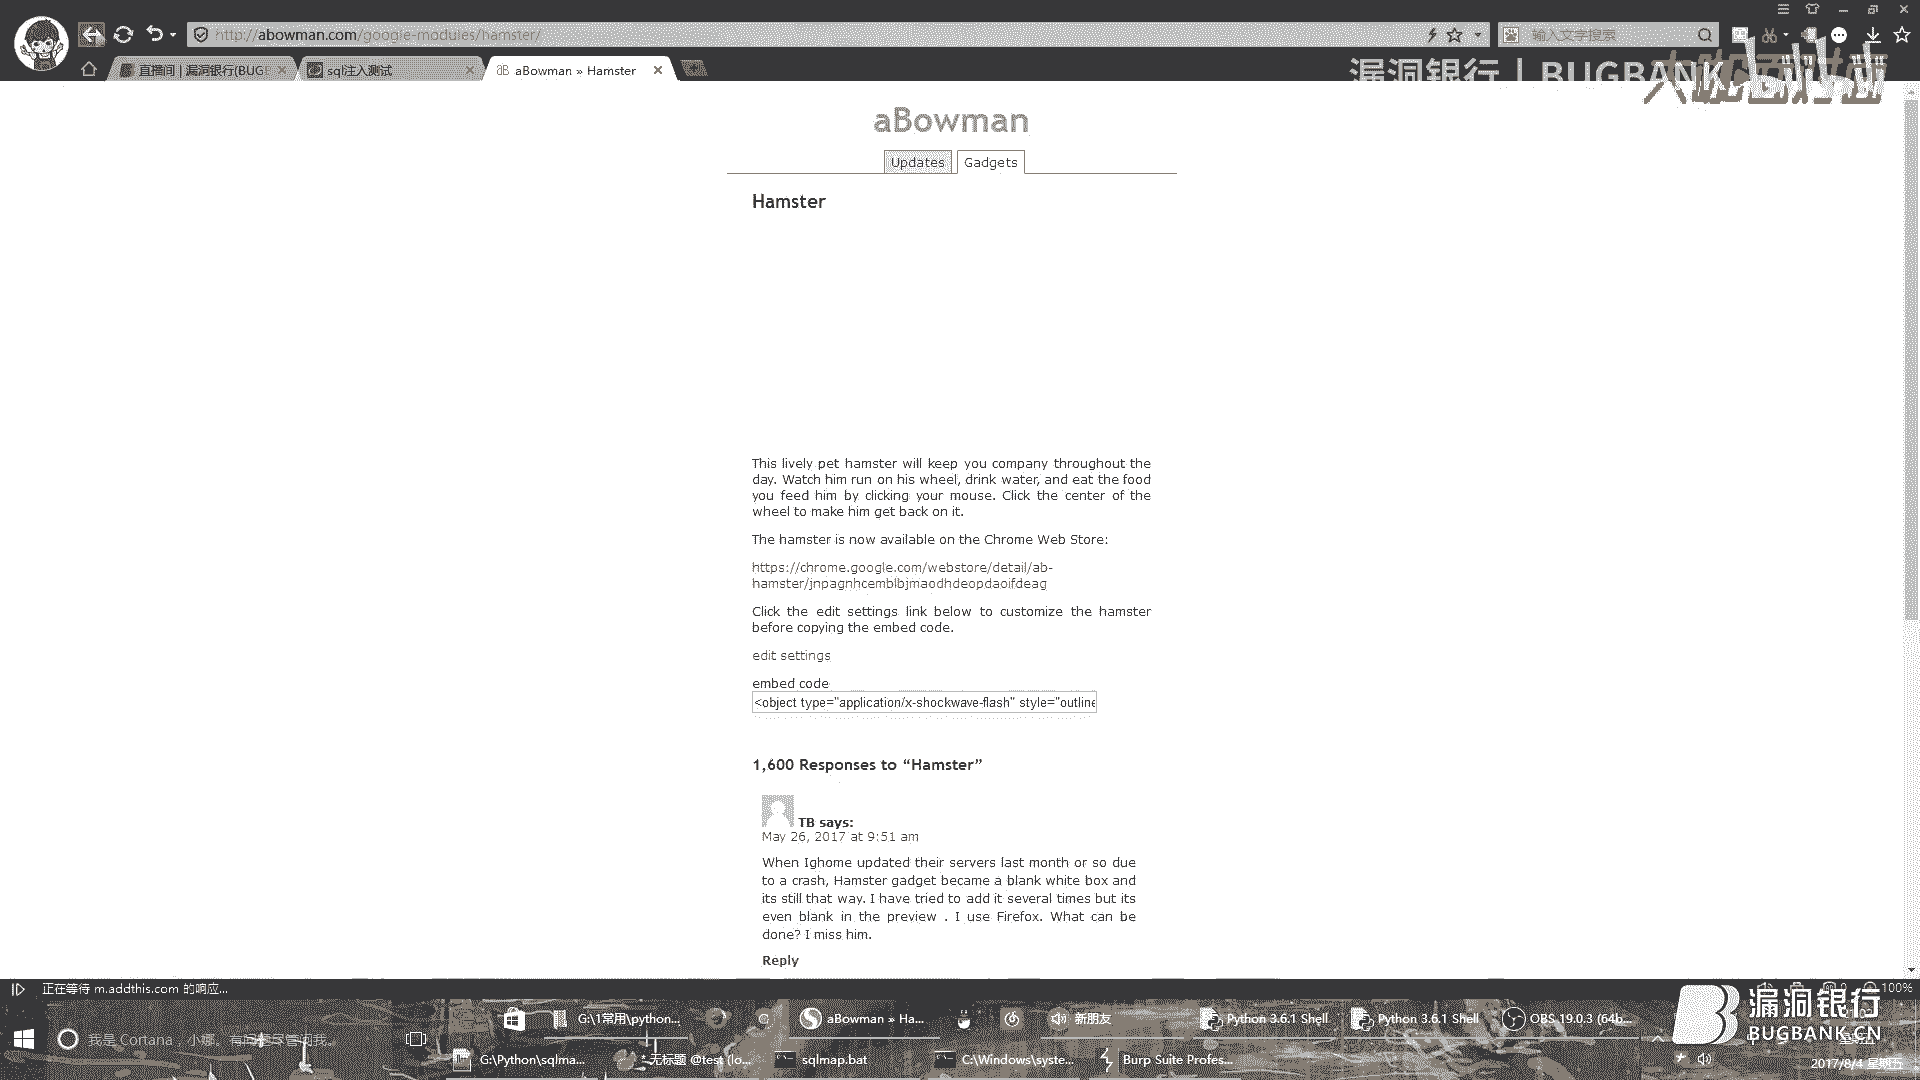 http://abowman.com/google-modules/hamster/
输入文字搜索
直播间 | 漏洞银行(BUGB
sql注入测试
aBowman » Hamster
漏洞银行 | BUGBANK
aBowman
Updates
Gadgets
Hamster
This lively pet hamster will keep you company throughout the
day. Watch him run on his wheel, drink water, and eat the food
you feed him by clicking your mouse. Click the center of the
wheel to make him get back on it.
The hamster is now available on the Chrome Web Store:
https://chrome.google.com/webstore/detail/ab-
hamster/jnpagnhcemblbjmaodhdeopdaoifdeag
Click the edit settings link below to customize the hamster
before copying the embed code.
edit settings
embed code
<object type="application/x-shockwave-flash" style="outline
1,600 Responses to “Hamster”
TB says:
May 26, 2017 at 9:51 am
When Ighome updated their servers last month or so due
to a crash, Hamster gadget became a blank white box and
its still that way. I have tried to add it several times but its
even blank in the preview . I use Firefox. What can be
done? I miss him.
Reply
正在等待 m.addthis.com 的响应...
100%
G:\1常用\python...
aBowman » Ha...
新朋友
Python 3.6.1 Shell
Python 3.6.1 Shell
OBS 19.0.3 (64b...
漏洞银行
BUGBANK.CN
我是 Cortana
G:\Python\sqlma...
*无标题 @test (lo...
sqlmap.bat
C:\Windows\syste...
Burp Suite Profes...
2017/8/4 星期五